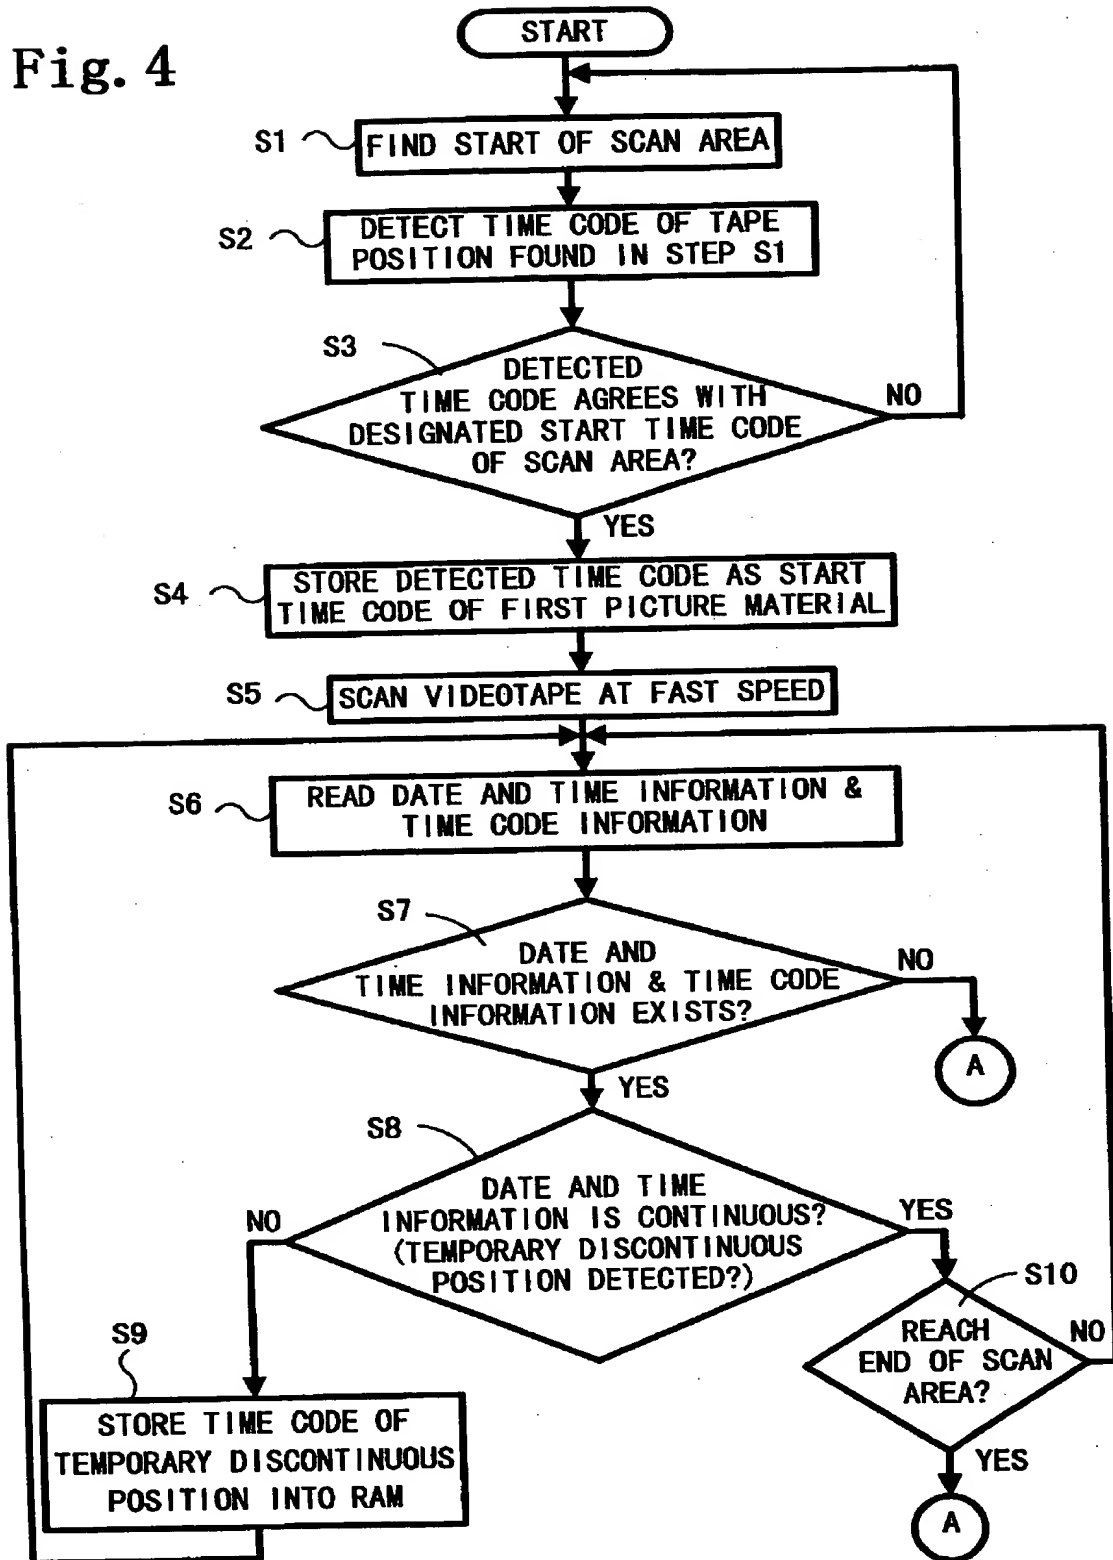 Fig. 4
START
S1
FIND START OF SCAN AREA
S2
DETECT TIME CODE OF TAPE
POSITION FOUND IN STEP S1
S3
DETECTED
TIME CODE AGREES WITH
DESIGNATED START TIME CODE
OF SCAN AREA?
NO
YES
S4
STORE DETECTED TIME CODE AS START
TIME CODE OF FIRST PICTURE MATERIAL
S5
SCAN VIDEOTAPE AT FAST SPEED
S6
READ DATE AND TIME INFORMATION &
TIME CODE INFORMATION
S7
DATE AND
TIME INFORMATION & TIME CODE
INFORMATION EXISTS?
NO
A
YES
S8
DATE AND TIME
INFORMATION IS CONTINUOUS?
(TEMPORARY DISCONTINUOUS
POSITION DETECTED?)
NO
YES
S10
REACH
END OF SCAN
AREA?
NO
YES
A
S9
STORE TIME CODE OF
TEMPORARY DISCONTINUOUS
POSITION INTO RAM